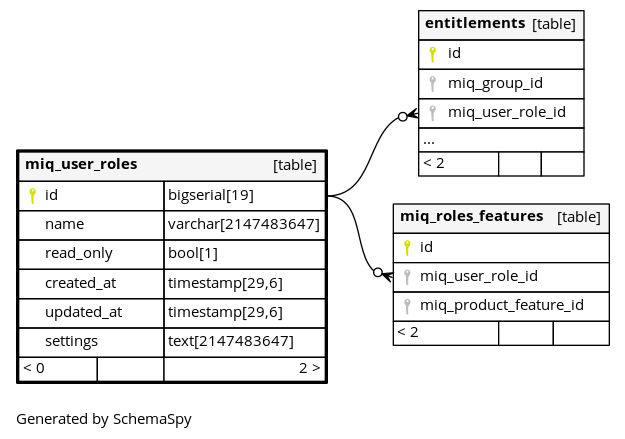 entitlements [table]
id
miq_group_id
miq_user_role_id
...
< 2
miq_user_roles [table]
id bigserial[19]
name varchar[2147483647]
read_only bool[1]
created_at timestamp[29,6]
updated_at timestamp[29,6]
settings text[2147483647]
< 0 2 >
miq_roles_features [table]
id
miq_user_role_id
miq_product_feature_id
< 2
Generated by SchemaSpy